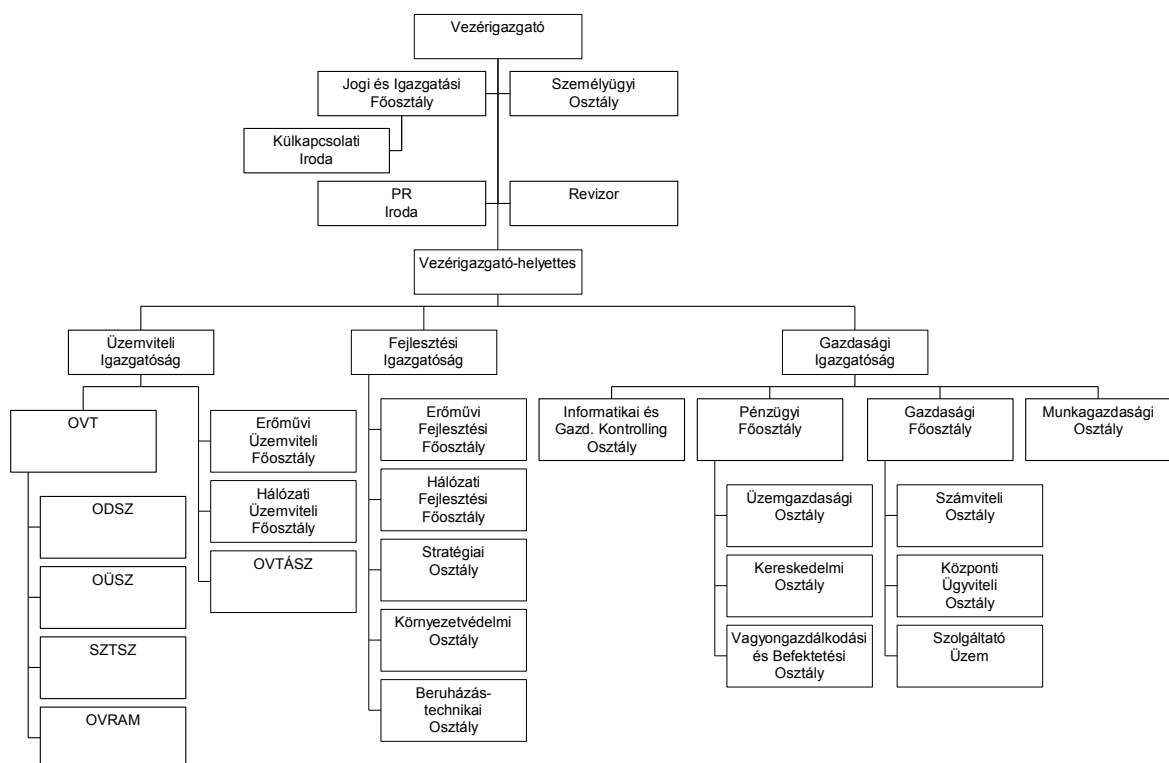 Vezérigazgató
Jogi és Igazgatási
Főosztály
Személyügyi
Osztály
Külkapcsolati
Iroda
PR
Iroda
Revizor
Vezérigazgató-helyettes
Üzemviteli
Igazgatóság
Fejlesztési
Igazgatóság
Gazdasági
Igazgatóság
OVT
ODSZ
OÜSZ
SZTSZ
OVRAM
Erőművi
Üzemviteli
Főosztály
Hálózati
Üzemviteli
Főosztály
OVTÁSZ
Erőművi
Fejlesztési
Főosztály
Hálózati
Fejlesztési
Főosztály
Stratégiai
Osztály
Környezetvédelmi
Osztály
Beruházás-
technikai
Osztály
Informatikai és
Gazd. Kontrolling
Osztály
Pénzügyi
Főosztály
Üzemgazdasági
Osztály
Kereskedelmi
Osztály
Vagyongazdálkodási
és Befektetési
Osztály
Gazdasági
Főosztály
Számviteli
Osztály
Központi
Ügyviteli
Osztály
Szolgáltató
Üzem
Munkagazdasági
Osztály